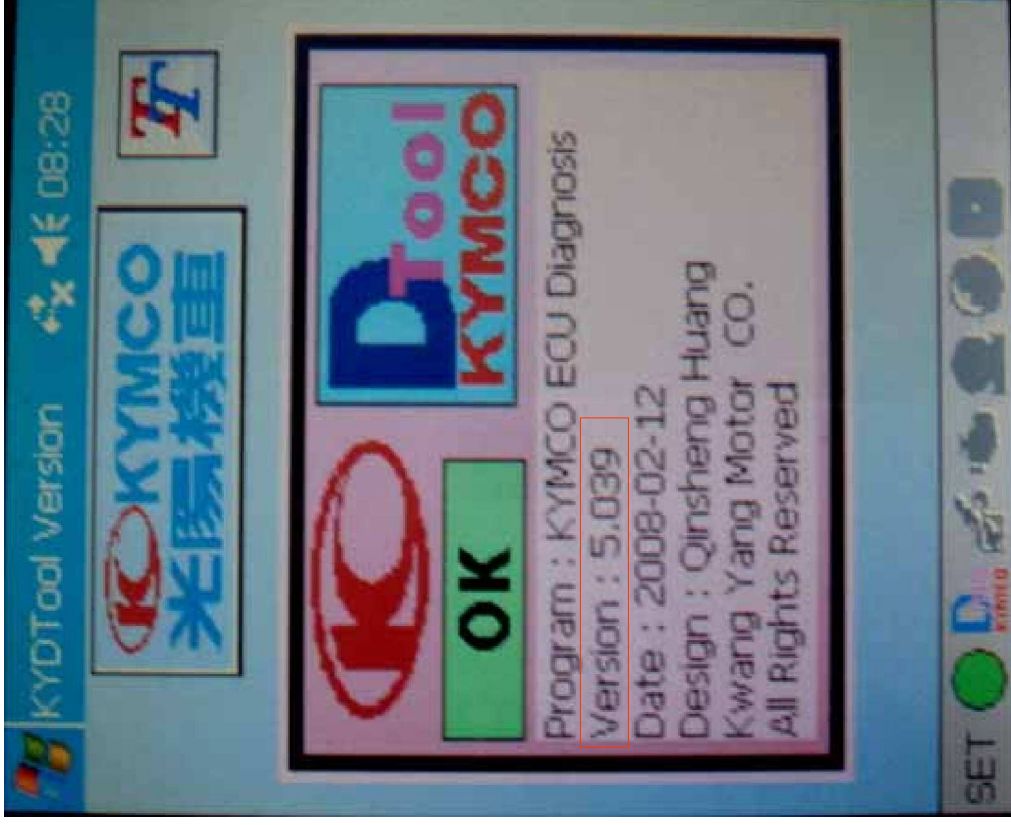 KYDTool Version 08:28
KYMCO
光陽機車
TT
DTool
KYMCO
K
OK
Program : KYMCO ECU Diagnosis
Version : 5.039
Date : 2008-02-12
Design : Qinsheng Huang
Kwang Yang Motor CO.
All Rights Reserved
SET